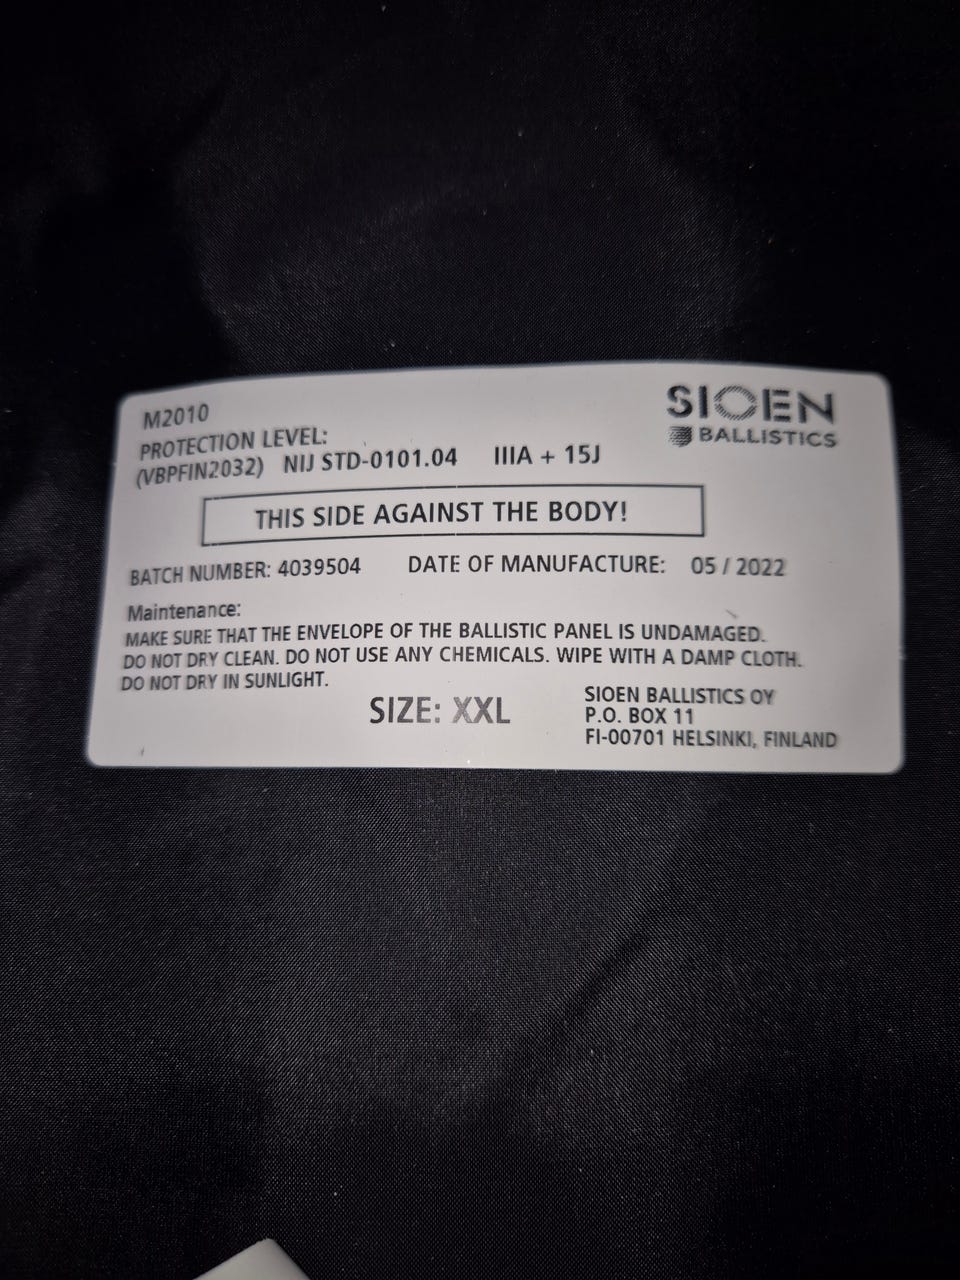 M2010
SIOEN
BALLISTICS
PROTECTION LEVEL:
(VBPFIN2032) NIJ STD-0101.04 IIIA + 15J
THIS SIDE AGAINST THE BODY!
BATCH NUMBER: 4039504 DATE OF MANUFACTURE: 05 / 2022
Maintenance:
MAKE SURE THAT THE ENVELOPE OF THE BALLISTIC PANEL IS UNDAMAGED.
DO NOT DRY CLEAN. DO NOT USE ANY CHEMICALS. WIPE WITH A DAMP CLOTH.
DO NOT DRY IN SUNLIGHT.
SIZE: XXL
SIOEN BALLISTICS OY
P.O. BOX 11
FI-00701 HELSINKI, FINLAND